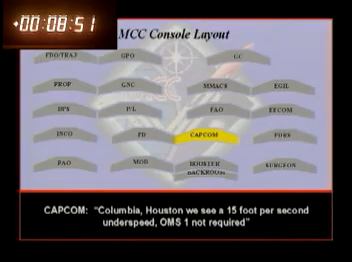 +00:08:51
MCC Console Layout
FDO/TRAJ GPO GC
PROP GNC MMACS EGIL
DPS P/L FAO EECOM
INCO FD CAPCOM PDRS
PAO MOD BOOSTER SURGEON
BACKROOM
CAPCOM: "Columbia, Houston we see a 15 foot per second
underspeed, OMS 1 not required"